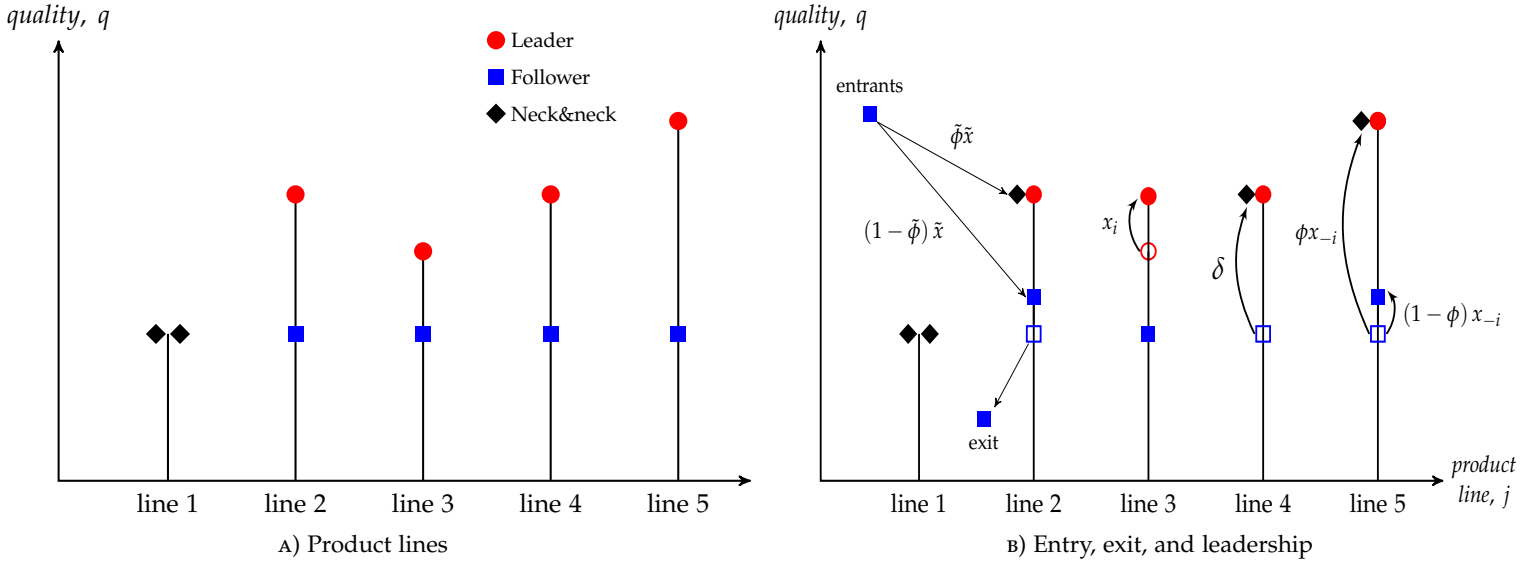 quality, q
Leader
Follower
Neck&neck
line 1 line 2 line 3 line 4 line 5
A) Product lines
quality, q
entrants
ϕ̃x̃
(1 − ϕ̃) x̃
exit
x_i
δ
ϕx_{−i}
(1 − ϕ) x_{−i}
line 1 line 2 line 3 line 4 line 5
product
line, j
B) Entry, exit, and leadership